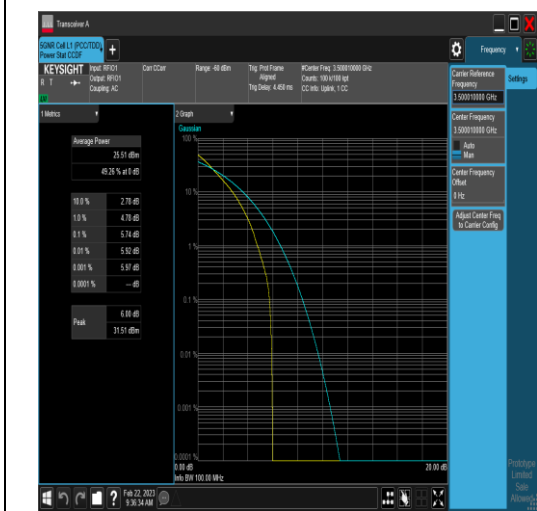 Transceiver A
5GNR Cell L1 (PCC/TDD)
Power Stat CCDF
Frequency
KEYSIGHT
R T
Input: RFIO1
Output: RFIO1
Coupling: AC
Corr CCorr
Range: -60 dBm
Trig: Prot Frame
Aligned
Trig Delay: 4.450 ms
#Center Freq: 3.500010000 GHz
Counts: 100 k/100 kpt
CC Info: Uplink, 1 CC
Carrier Reference
Frequency
3.500010000 GHz
Settings
Center Frequency
3.500010000 GHz
Auto
Man
Center Frequency
Offset
0 Hz
Adjust Center Freq
to Carrier Config
1 Metrics
Average Power
25.51 dBm
49.26 % at 0 dB
10.0 % 2.78 dB
1.0 % 4.78 dB
0.1 % 5.74 dB
0.01 % 5.92 dB
0.001 % 5.97 dB
0.0001 % --- dB
Peak
6.00 dB
31.51 dBm
2 Graph
Gaussian
100 %
10 %
1 %
0.1 %
0.01 %
0.001 %
0.0001 %
0.00 dB
20.00 dB
Info BW 100.00 MHz
Feb 22, 2023
9:36:34 AM
Prototype
Limited
Sale
Allowed